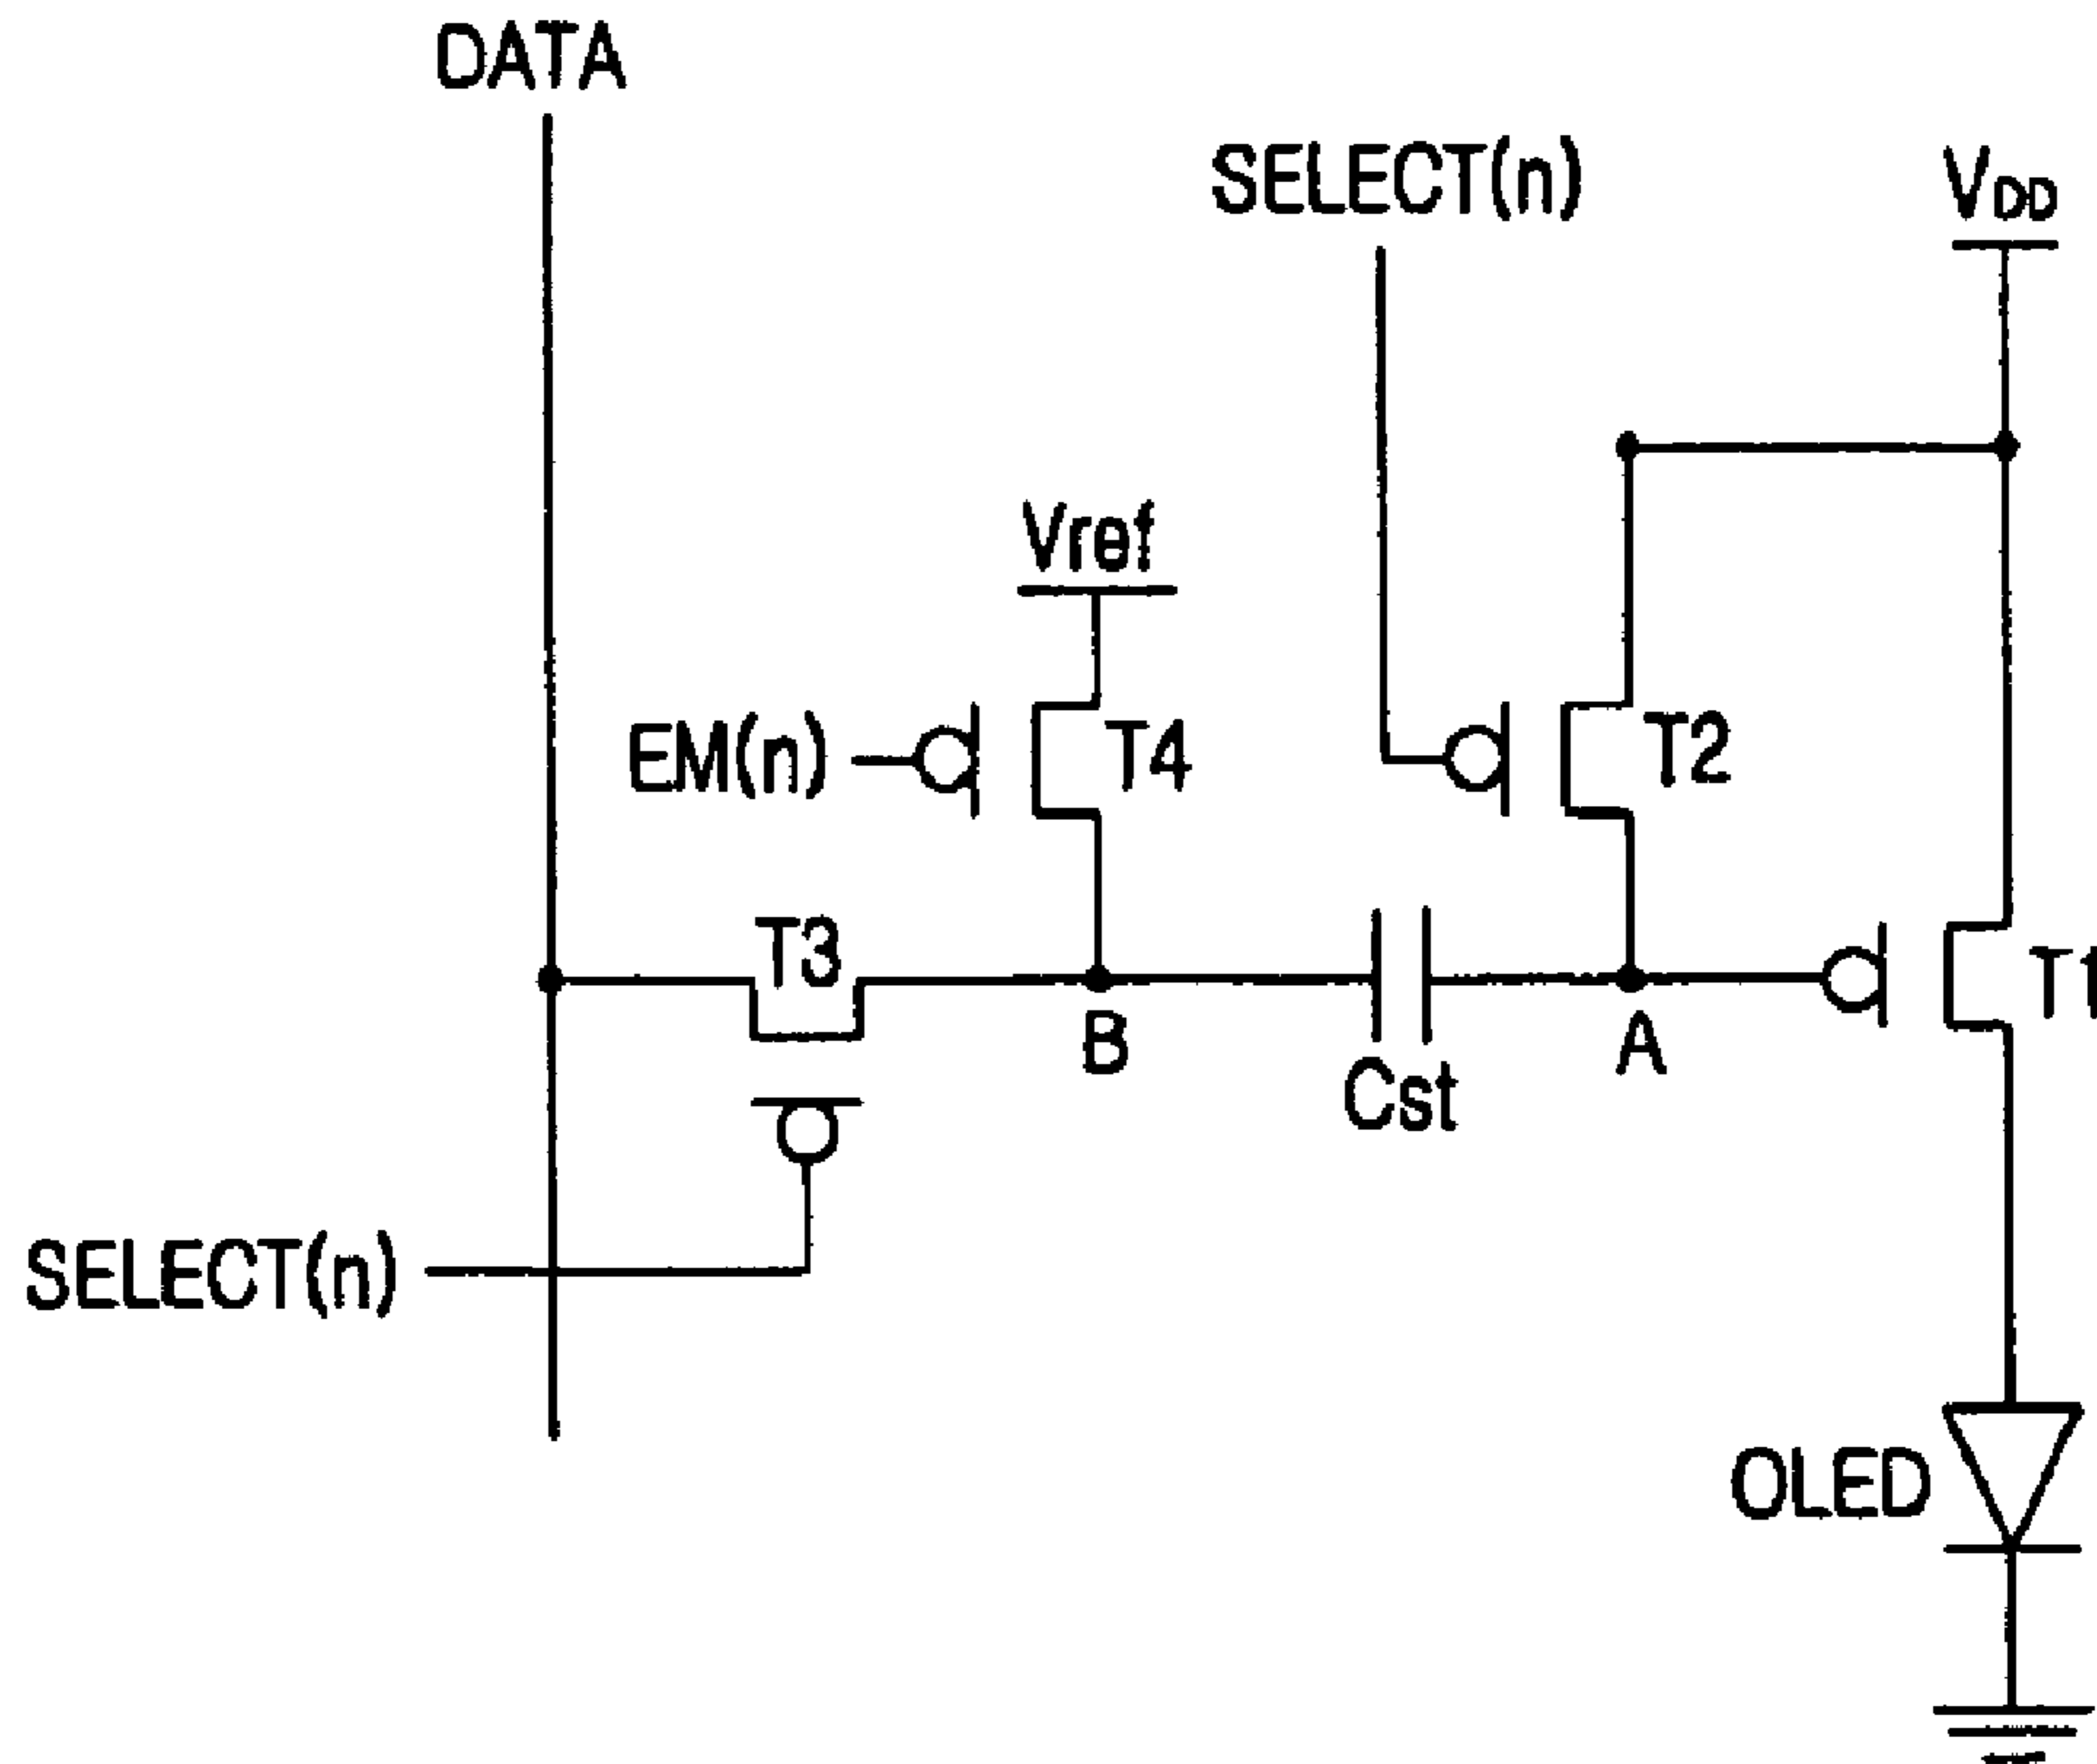 DATA
SELECT(n)
VDD
Vref
EM(n)
T4
T2
T3
T1
B
A
Cst
SELECT(n)
OLED